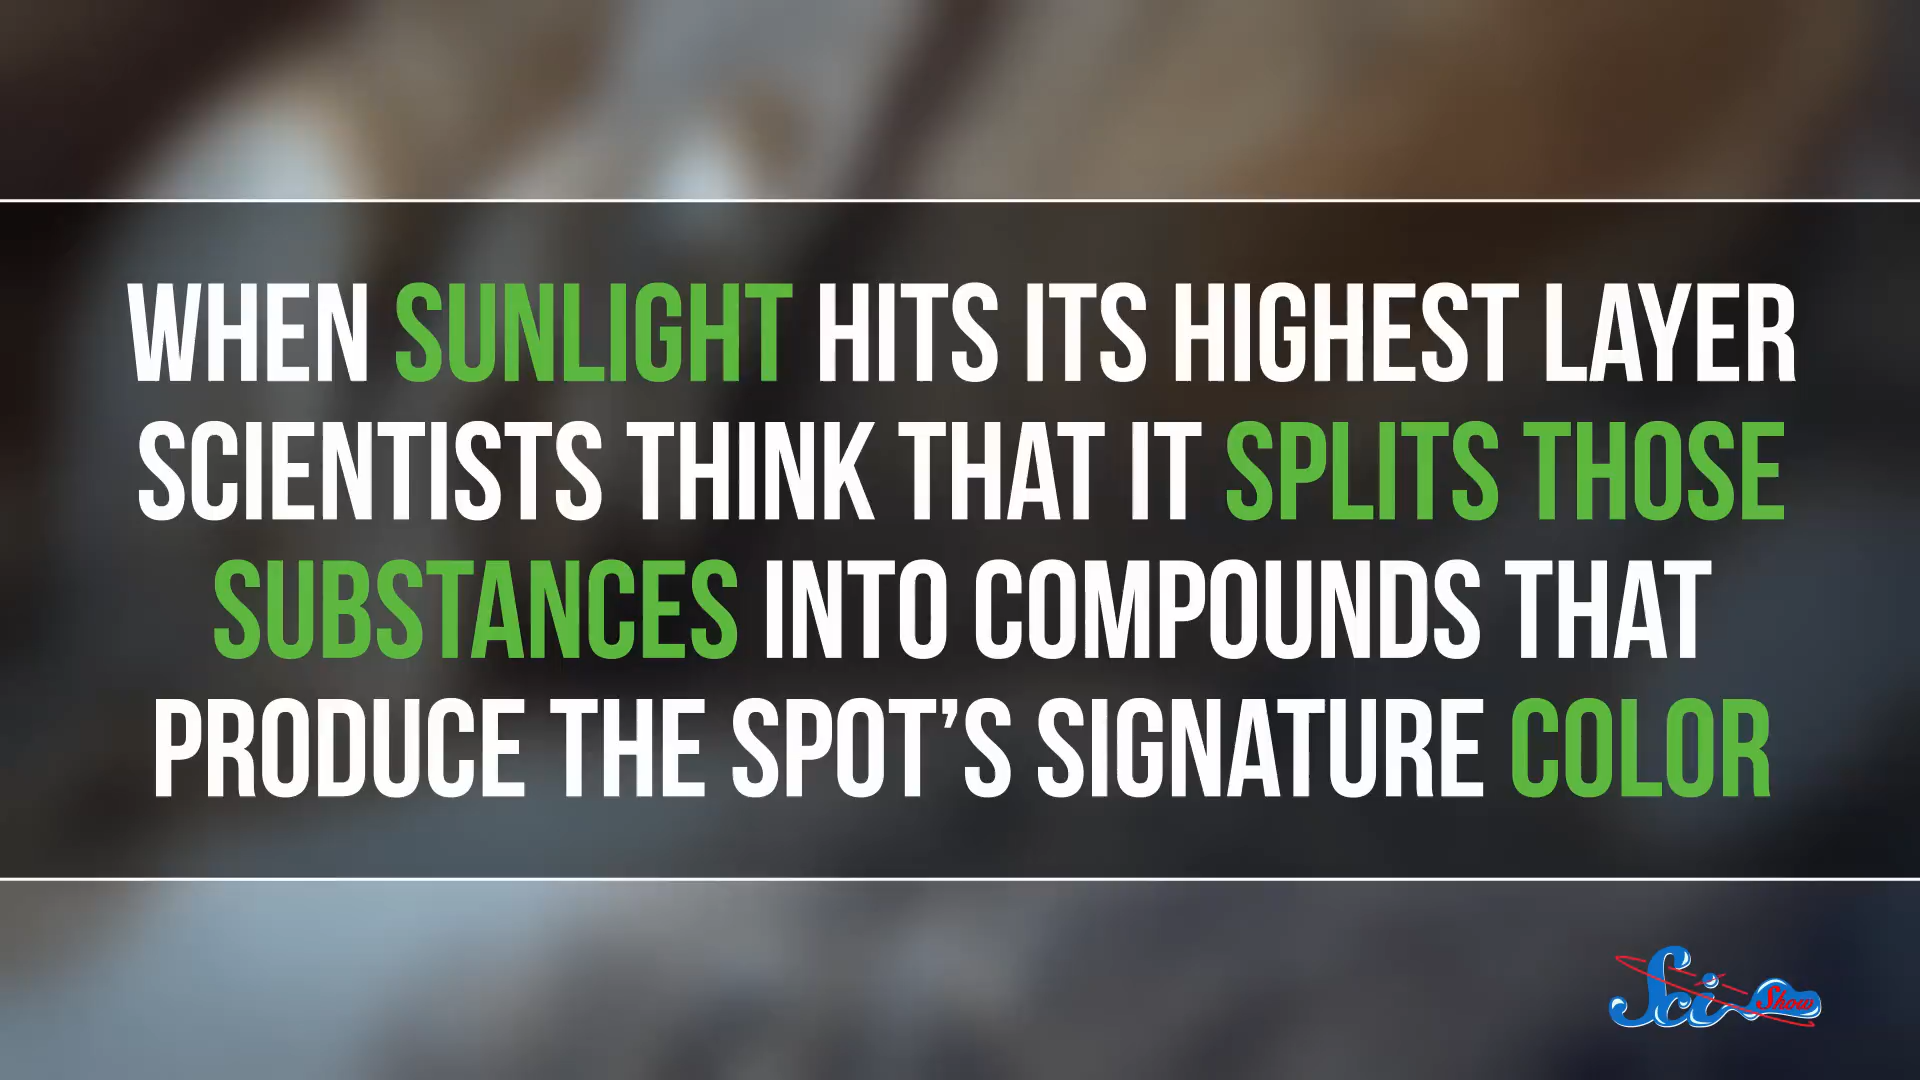 WHEN SUNLIGHT HITS ITS HIGHEST LAYER
SCIENTISTS THINK THAT IT SPLITS THOSE
SUBSTANCES INTO COMPOUNDS THAT
PRODUCE THE SPOT’S SIGNATURE COLOR
Sci Show